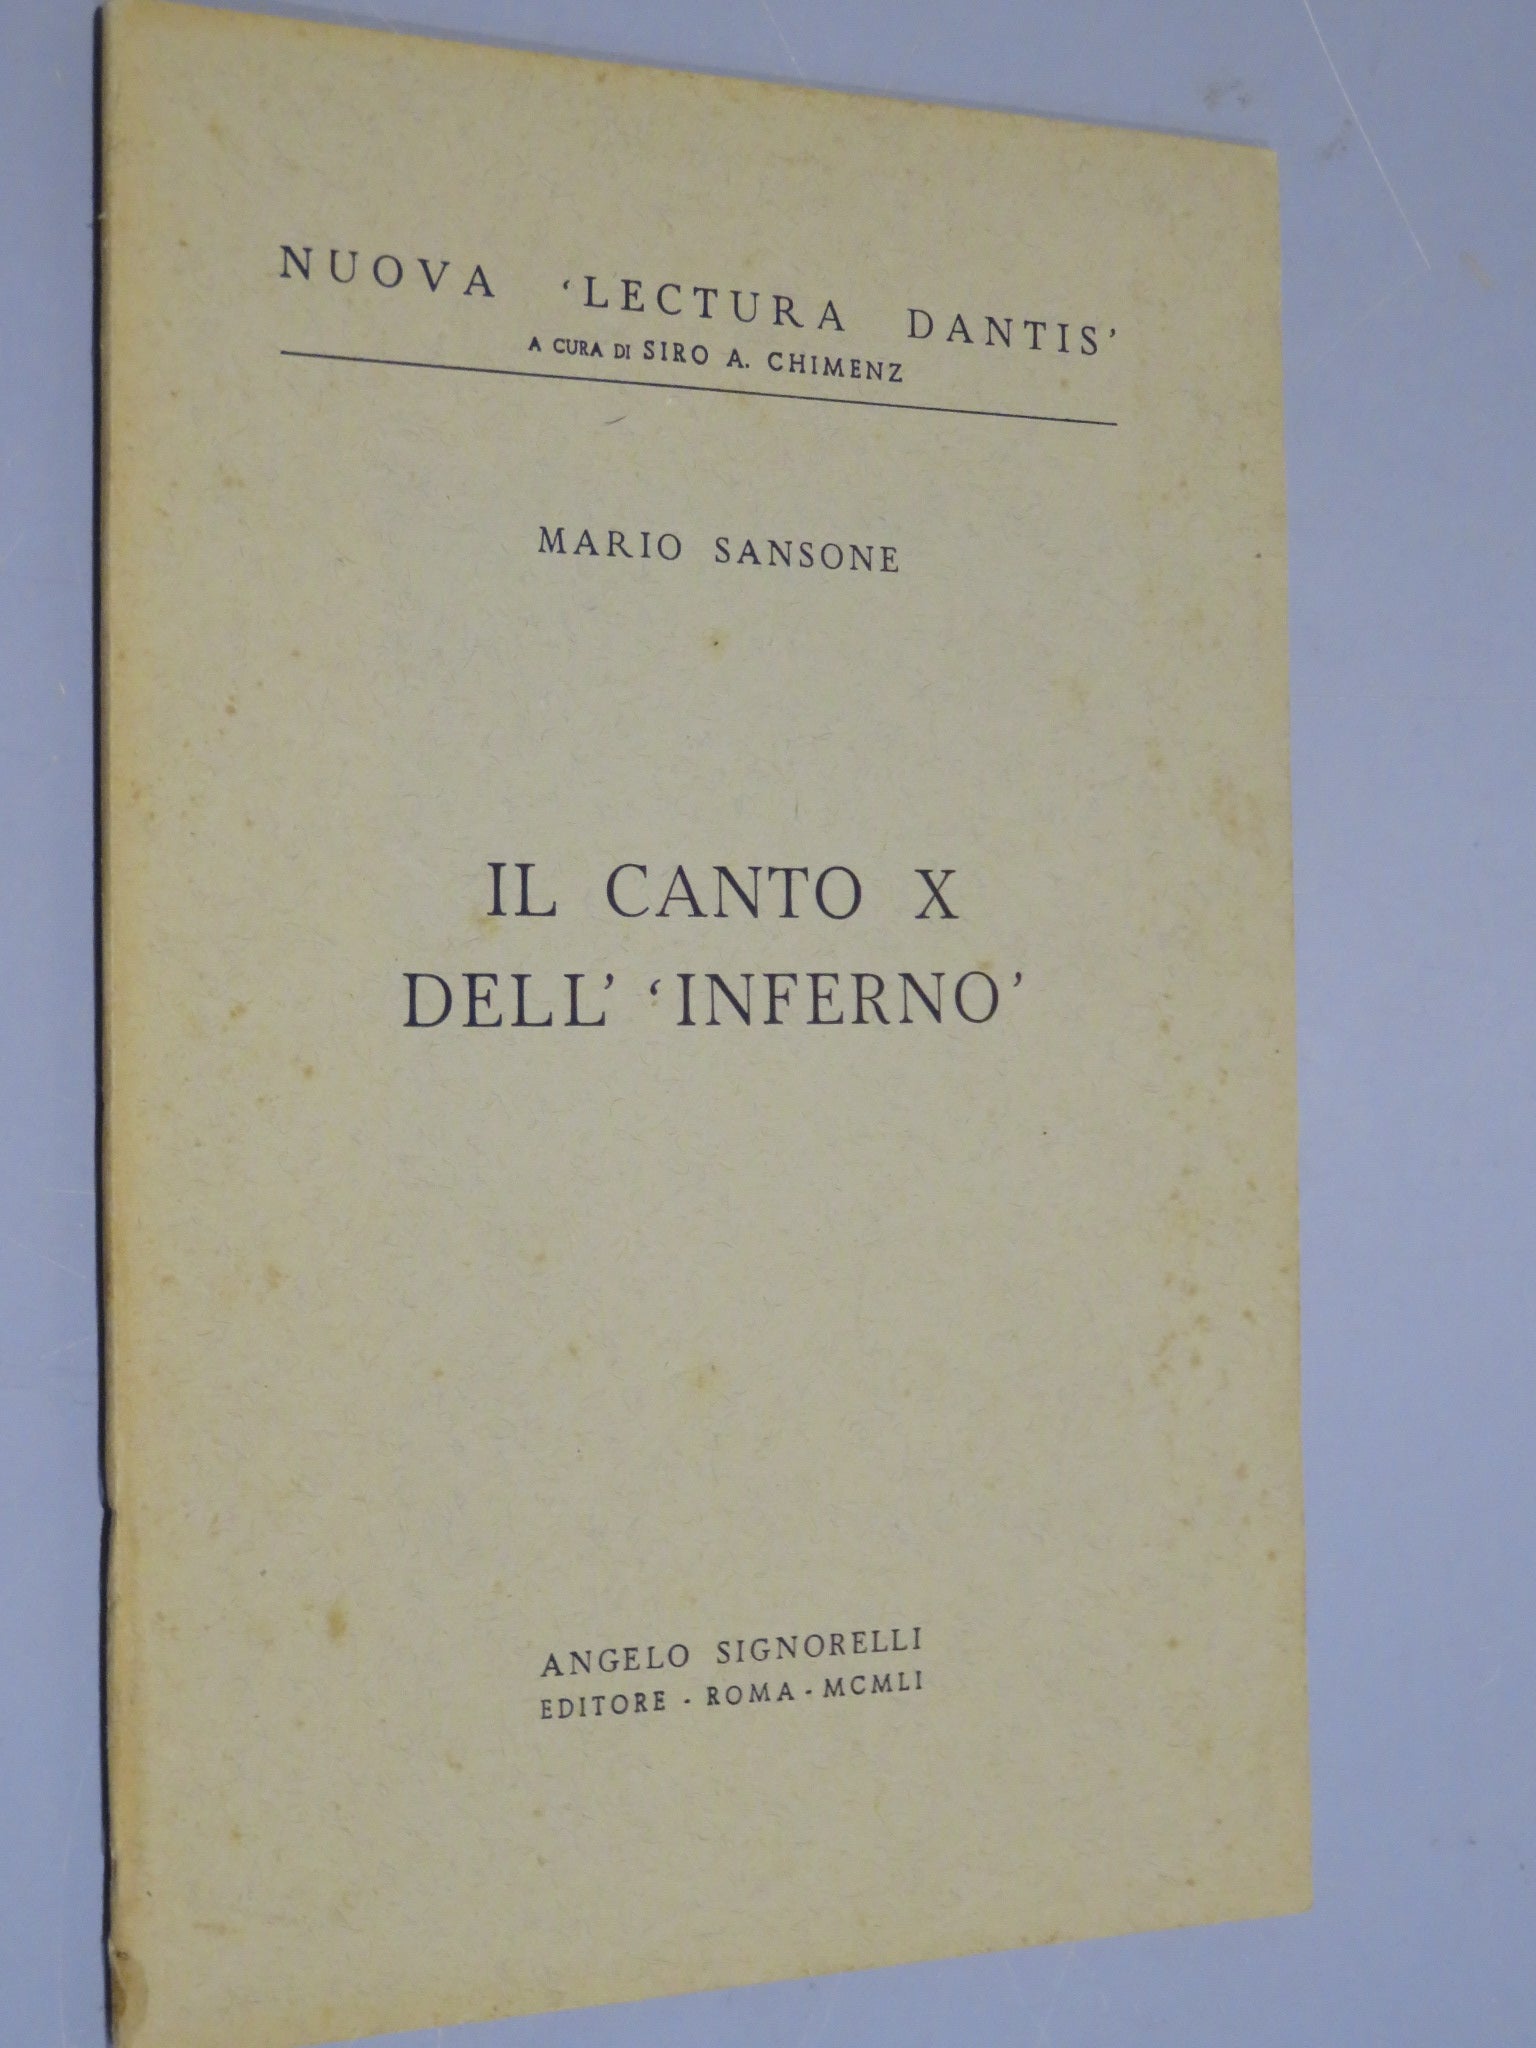 NUOVA ‘LECTURA DANTIS’
A CURA DI SIRO A. CHIMENZ
MARIO SANSONE
IL CANTO X
DELL’ ‘INFERNO’
ANGELO SIGNORELLI
EDITORE - ROMA - MCMLI